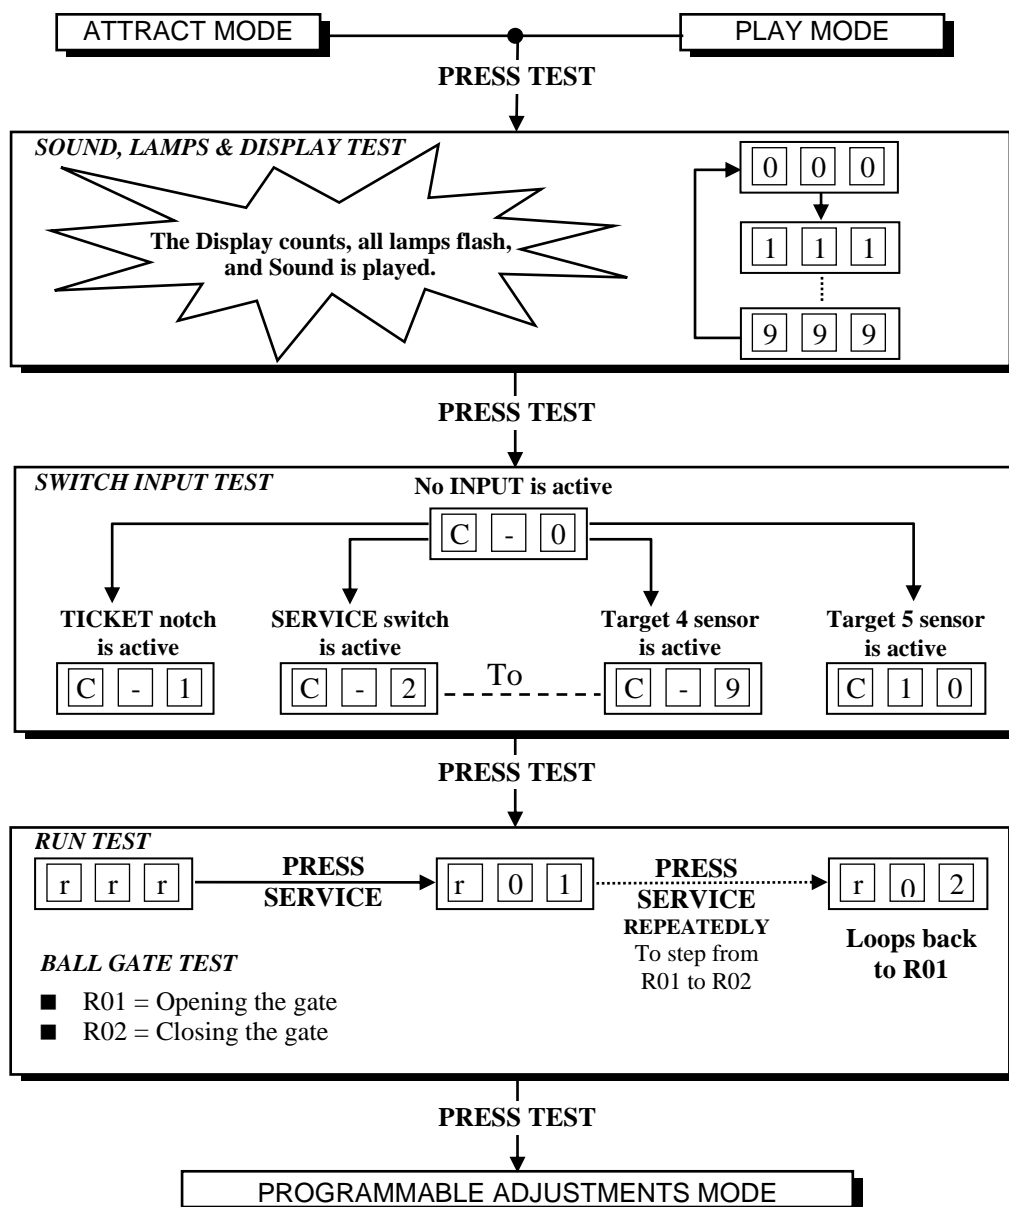 ATTRACT MODE
PLAY MODE
PRESS TEST
SOUND, LAMPS & DISPLAY TEST
The Display counts, all lamps flash,
and Sound is played.
0 0 0
1 1 1
9 9 9
PRESS TEST
SWITCH INPUT TEST
No INPUT is active
C - 0
TICKET notch
is active
C - 1
SERVICE switch
is active
C - 2
To
Target 4 sensor
is active
C - 9
Target 5 sensor
is active
C 1 0
PRESS TEST
RUN TEST
r r r
PRESS
SERVICE
r 0 1
PRESS
SERVICE
REPEATEDLY
To step from
R01 to R02
r 0 2
Loops back
to R01
BALL GATE TEST
■ R01 = Opening the gate
■ R02 = Closing the gate
PRESS TEST
PROGRAMMABLE ADJUSTMENTS MODE